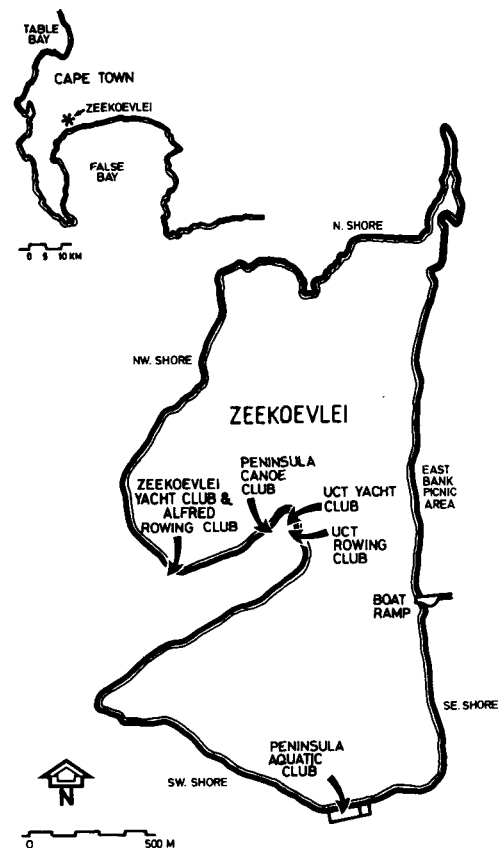 TABLE
BAY
CAPE TOWN
ZEEKOEVLEI
FALSE
BAY
0 5 10 KM
N. SHORE
NW. SHORE
ZEEKOEVLEI
ZEEKOEVLEI
YACHT CLUB &
ALFRED
ROWING CLUB
PENINSULA
CANOE
CLUB
UCT YACHT
CLUB
UCT
ROWING
CLUB
EAST
BANK
PICNIC
AREA
BOAT
RAMP
SE. SHORE
PENINSULA
AQUATIC
CLUB
SW. SHORE
N
0 500 M